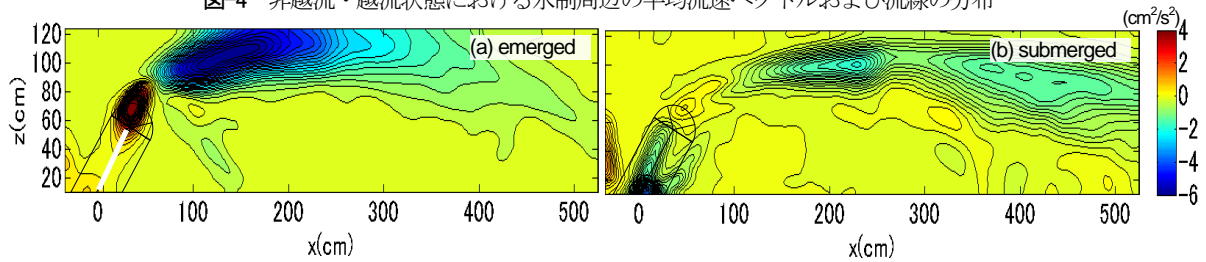 図-4 非越流・越流状態における水制周辺の平均流速ベクトルおよび流線の分布
(cm²/s²)
(a) emerged
(b) submerged
z(cm)
120
100
80
60
40
20
4
2
0
−2
−4
−6
0 100 200 300 400 500
0 100 200 300 400 500
x(cm)
x(cm)